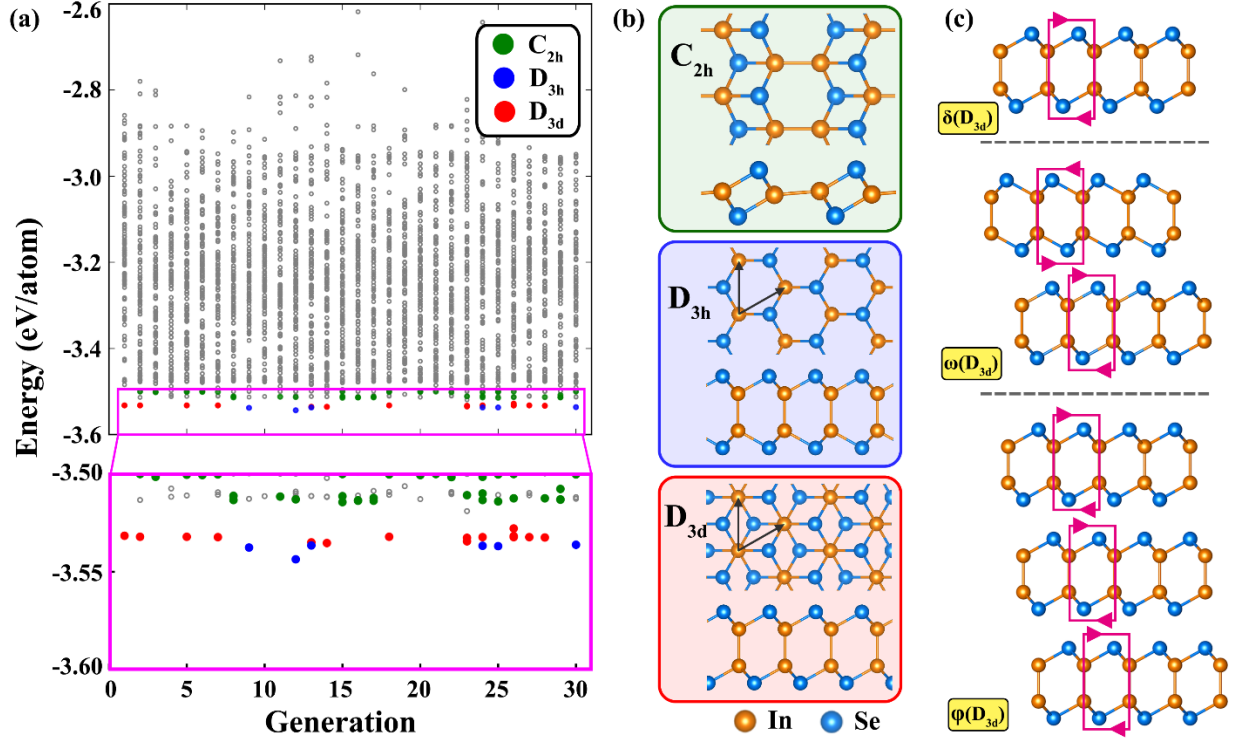 (a)
Energy (eV/atom)
-2.6
-2.8
-3.0
-3.2
-3.4
-3.6
C2h
D3h
D3d
-3.50
-3.55
-3.60
0 5 10 15 20 25 30
Generation
(b)
C2h
D3h
D3d
In Se
(c)
δ(D3d)
ω(D3d)
φ(D3d)